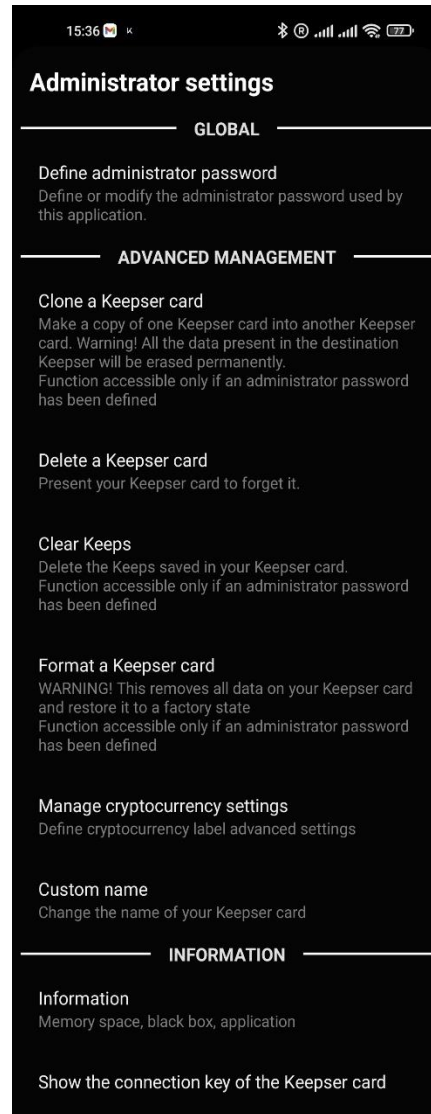 15:36 K 77
Administrator settings
GLOBAL
Define administrator password
Define or modify the administrator password used by
this application.
ADVANCED MANAGEMENT
Clone a Keepser card
Make a copy of one Keepser card into another Keepser
card. Warning! All the data present in the destination
Keepser will be erased permanently.
Function accessible only if an administrator password
has been defined
Delete a Keepser card
Present your Keepser card to forget it.
Clear Keeps
Delete the Keeps saved in your Keepser card.
Function accessible only if an administrator password
has been defined
Format a Keepser card
WARNING! This removes all data on your Keepser card
and restore it to a factory state
Function accessible only if an administrator password
has been defined
Manage cryptocurrency settings
Define cryptocurrency label advanced settings
Custom name
Change the name of your Keepser card
INFORMATION
Information
Memory space, black box, application
Show the connection key of the Keepser card